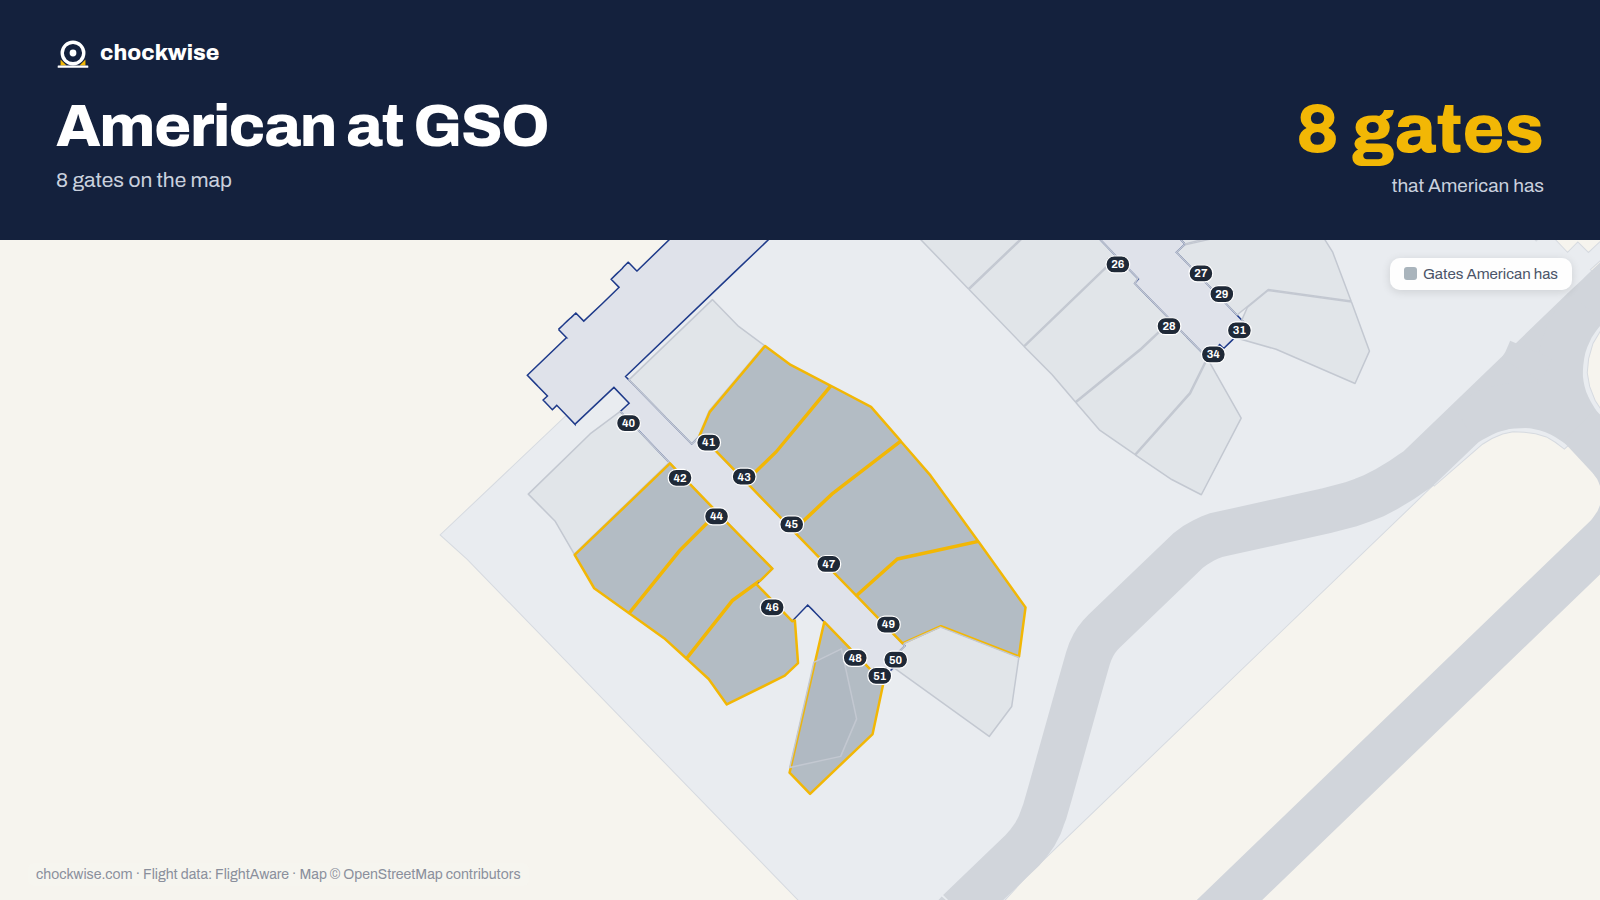 chockwise
American at GSO
8 gates on the map
8 gates
that American has
Gates American has
26
27
29
28
31
34
40
41
42
43
44
45
47
46
49
48
50
51
chockwise.com · Flight data: FlightAware · Map © OpenStreetMap contributors